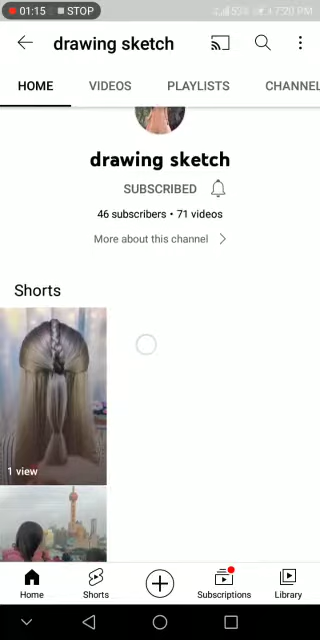 01:15 STOP 55% 7:20 PM
drawing sketch
HOME VIDEOS PLAYLISTS CHANNEL
drawing sketch
SUBSCRIBED
46 subscribers • 71 videos
More about this channel
Shorts
1 view
Home Shorts Subscriptions Library